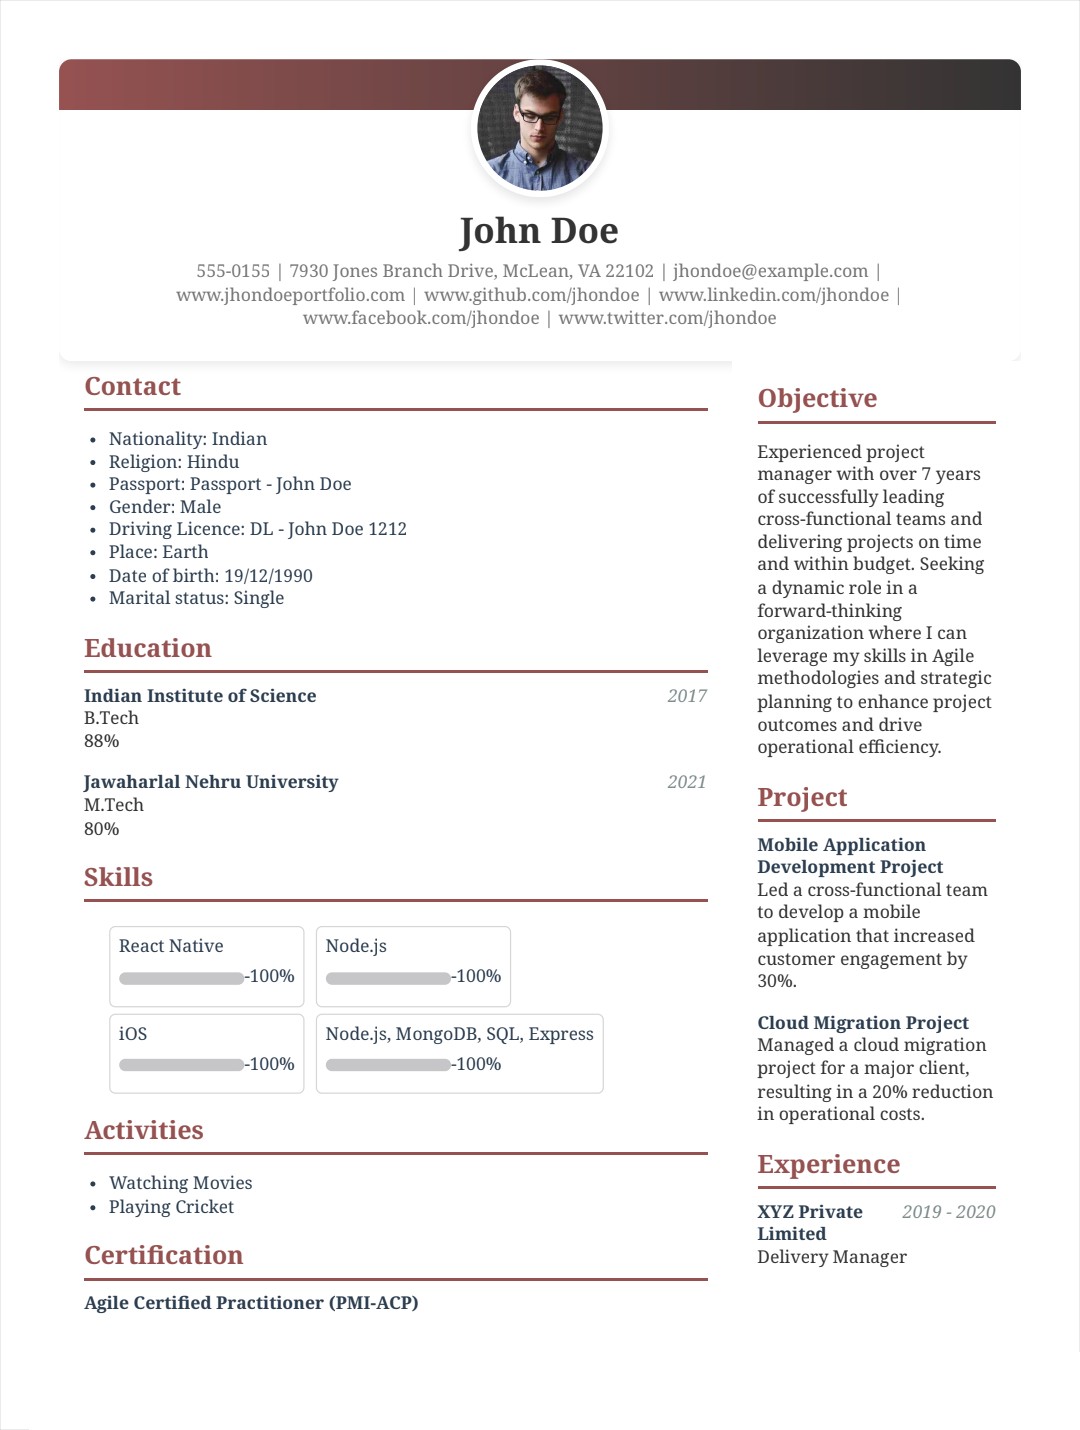 John Doe
555-0155 | 7930 Jones Branch Drive, McLean, VA 22102 | jhondoe@example.com |
www.jhondoeportfolio.com | www.github.com/jhondoe | www.linkedin.com/jhondoe |
www.facebook.com/jhondoe | www.twitter.com/jhondoe
Contact
• Nationality: Indian
• Religion: Hindu
• Passport: Passport - John Doe
• Gender: Male
• Driving Licence: DL - John Doe 1212
• Place: Earth
• Date of birth: 19/12/1990
• Marital status: Single
Education
Indian Institute of Science 2017
B.Tech
88%
Jawaharlal Nehru University 2021
M.Tech
80%
Skills
React Native
-100%
Node.js
-100%
iOS
-100%
Node.js, MongoDB, SQL, Express
-100%
Activities
• Watching Movies
• Playing Cricket
Certification
Agile Certified Practitioner (PMI-ACP)
Objective
Experienced project
manager with over 7 years
of successfully leading
cross-functional teams and
delivering projects on time
and within budget. Seeking
a dynamic role in a
forward-thinking
organization where I can
leverage my skills in Agile
methodologies and strategic
planning to enhance project
outcomes and drive
operational efficiency.
Project
Mobile Application
Development Project
Led a cross-functional team
to develop a mobile
application that increased
customer engagement by
30%.
Cloud Migration Project
Managed a cloud migration
project for a major client,
resulting in a 20% reduction
in operational costs.
Experience
XYZ Private 2019 - 2020
Limited
Delivery Manager